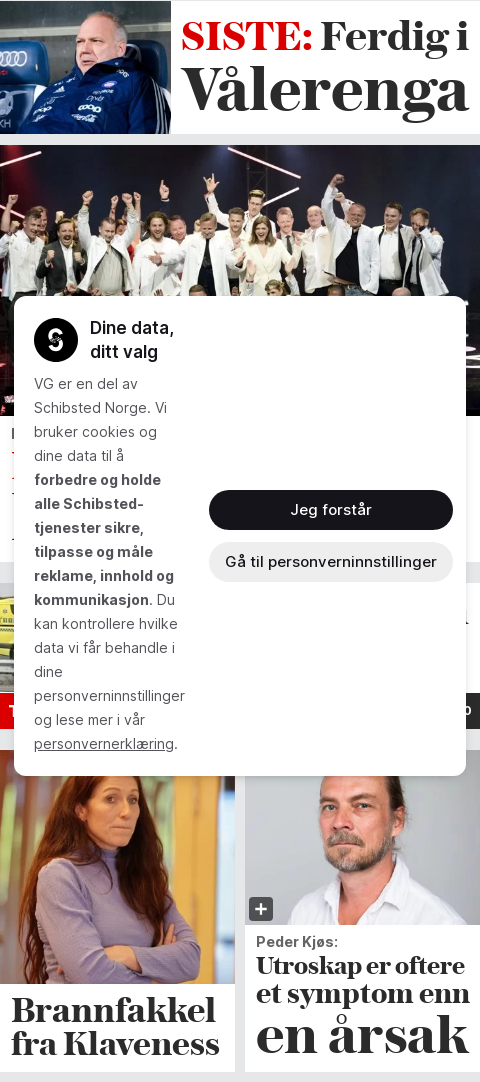 SISTE: Ferdig i
Vålerenga
Dine data,
ditt valg
VG er en del av
Schibsted Norge. Vi
bruker cookies og
dine data til å
forbedre og holde
alle Schibsted-
tjenester sikre,
tilpasse og måle
reklame, innhold og
kommunikasjon. Du
kan kontrollere hvilke
data vi får behandle i
dine
personverninnstillinger
og lese mer i vår
personvernerklæring.
Jeg forstår
Gå til personverninnstillinger
Brannfakkel
fra Klaveness
Peder Kjøs:
Utroskap er oftere
et symptom enn
en årsak